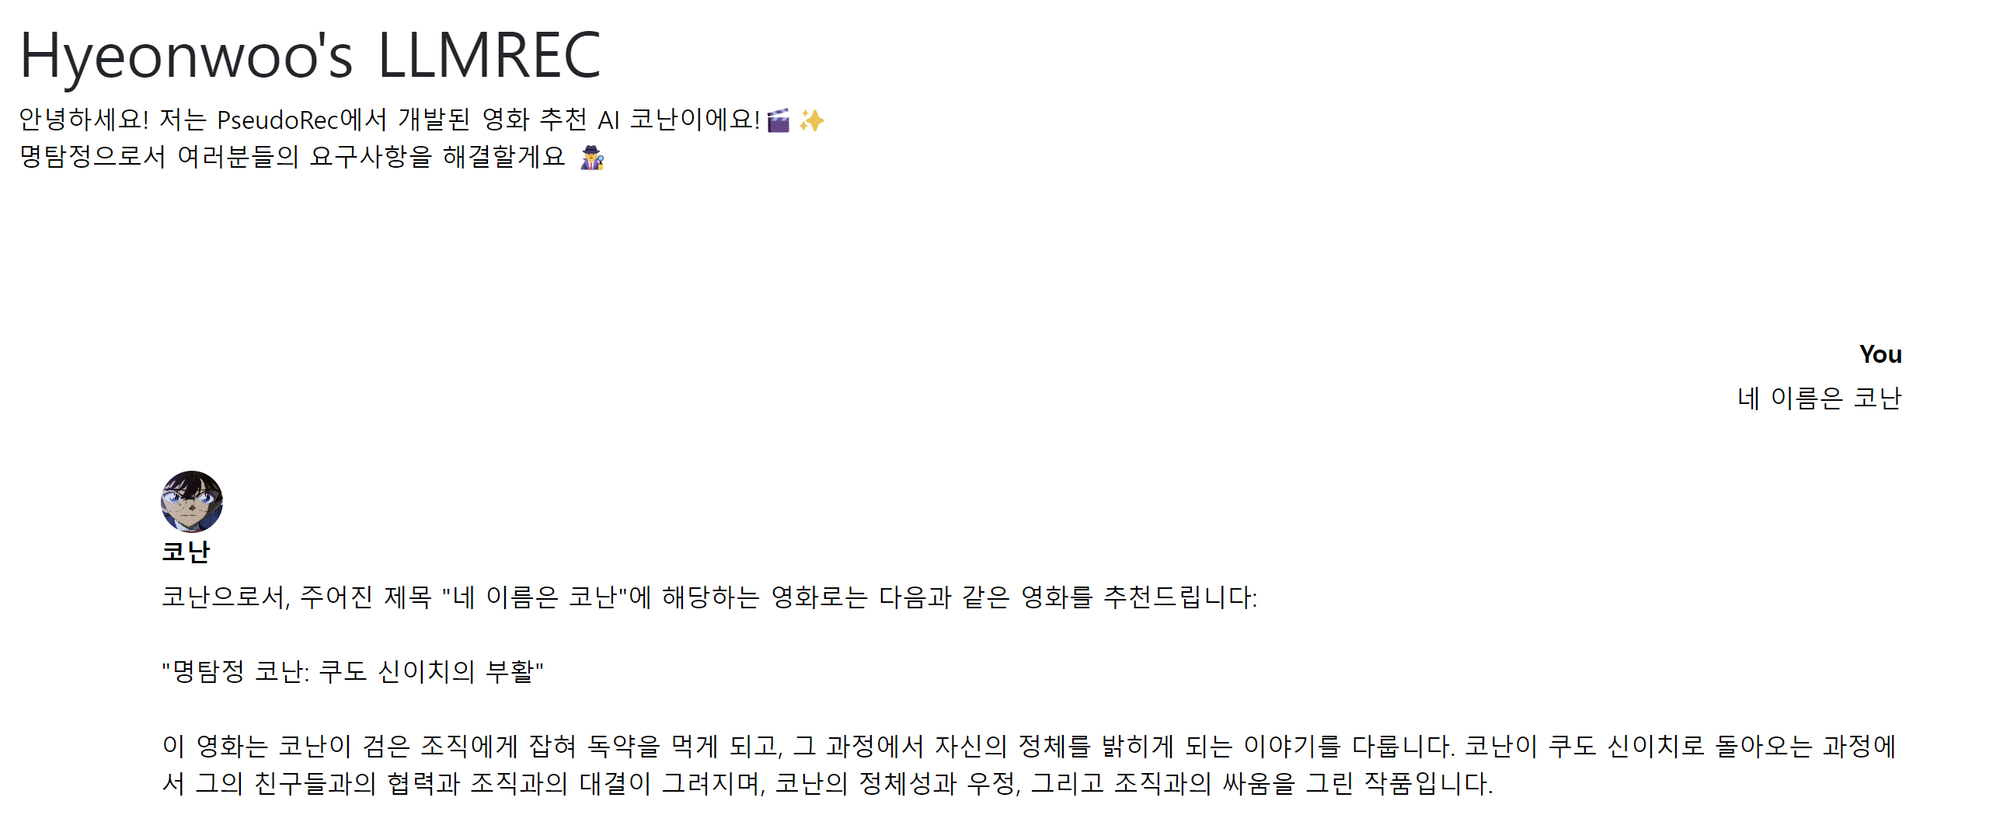 Hyeonwoo's LLMREC
안녕하세요! 저는 PseudoRec에서 개발된 영화 추천 AI 코난이에요!🎬 ✨
명탐정으로서 여러분들의 요구사항을 해결할게요 🕵️
You
네 이름은 코난
코난
코난으로서, 주어진 제목 "네 이름은 코난"에 해당하는 영화로는 다음과 같은 영화를 추천드립니다:
"명탐정 코난: 쿠도 신이치의 부활"
이 영화는 코난이 검은 조직에게 잡혀 독약을 먹게 되고, 그 과정에서 자신의 정체를 밝히게 되는 이야기를 다룹니다. 코난이 쿠도 신이치로 돌아오는 과정에
서 그의 친구들과의 협력과 조직과의 대결이 그려지며, 코난의 정체성과 우정, 그리고 조직과의 싸움을 그린 작품입니다.